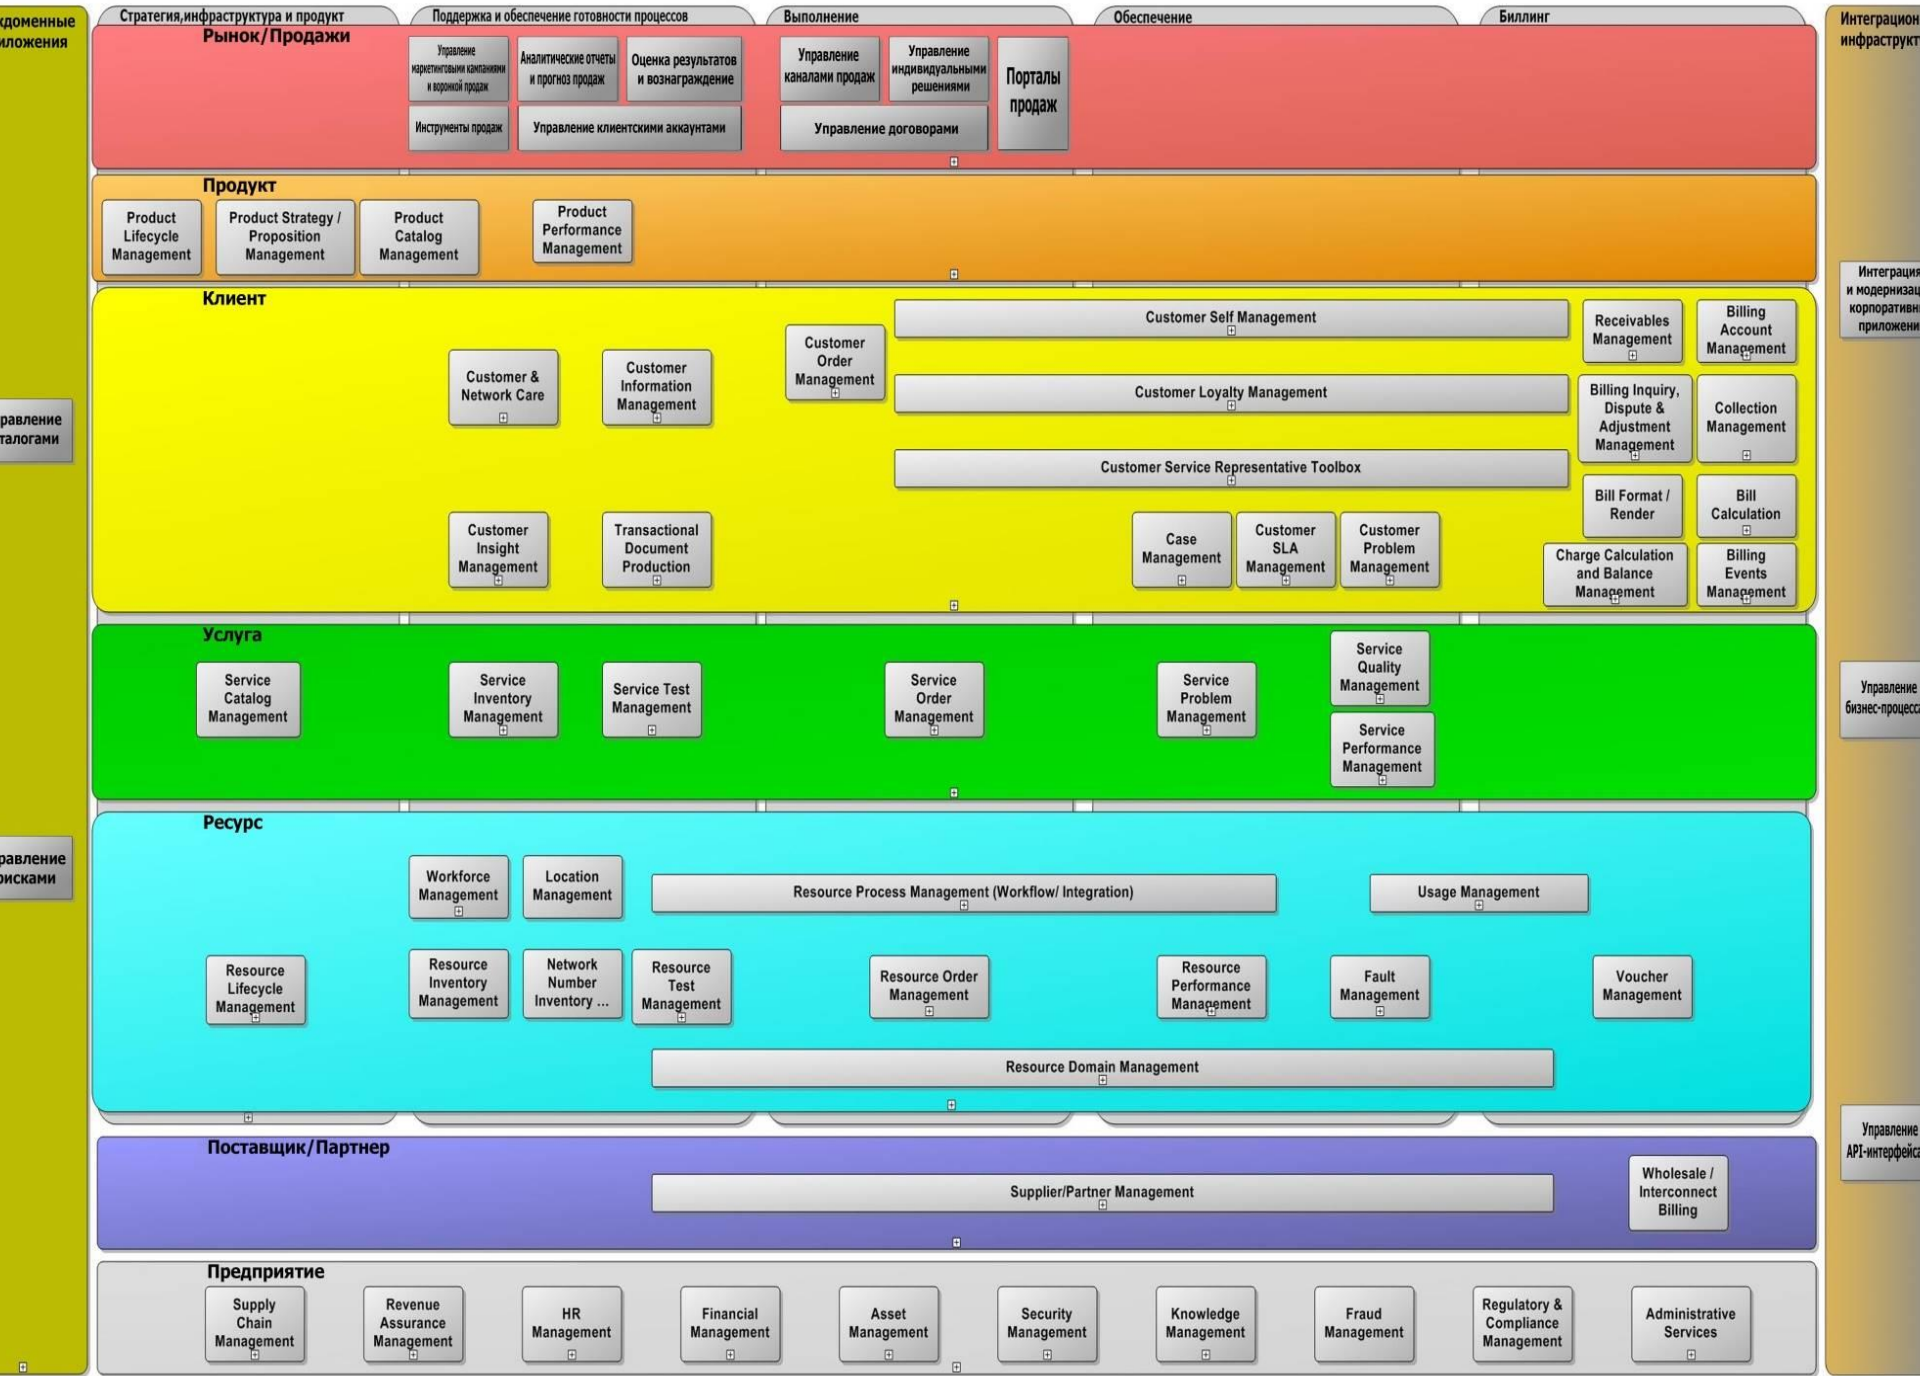 ждоменные
иложения
равление
талогами
равление
рисками
Стратегия,инфраструктура и продукт
Поддержка и обеспечение готовности процессов
Выполнение
Обеспечение
Биллинг
Рынок/Продажи
Управление
маркетинговыми кампаниями
и воронкой продаж
Аналитические отчеты
и прогноз продаж
Оценка результатов
и вознаграждение
Управление
каналами продаж
Управление
индивидуальными
решениями
Порталы
продаж
Инструменты продаж
Управление клиентскими аккаунтами
Управление договорами
Продукт
Product
Lifecycle
Management
Product Strategy /
Proposition
Management
Product
Catalog
Management
Product
Performance
Management
Клиент
Customer &
Network Care
Customer
Information
Management
Customer
Order
Management
Customer Self Management
Customer Loyalty Management
Customer Service Representative Toolbox
Receivables
Management
Billing
Account
Management
Billing Inquiry,
Dispute &
Adjustment
Management
Collection
Management
Bill Format /
Render
Bill
Calculation
Customer
Insight
Management
Transactional
Document
Production
Case
Management
Customer
SLA
Management
Customer
Problem
Management
Charge Calculation
and Balance
Management
Billing
Events
Management
Услуга
Service
Catalog
Management
Service
Inventory
Management
Service Test
Management
Service
Order
Management
Service
Problem
Management
Service
Quality
Management
Service
Performance
Management
Ресурс
Workforce
Management
Location
Management
Resource Process Management (Workflow/ Integration)
Usage Management
Resource
Lifecycle
Management
Resource
Inventory
Management
Network
Number
Inventory ...
Resource
Test
Management
Resource Order
Management
Resource
Performance
Management
Fault
Management
Voucher
Management
Resource Domain Management
Поставщик/Партнер
Supplier/Partner Management
Wholesale /
Interconnect
Billing
Предприятие
Supply
Chain
Management
Revenue
Assurance
Management
HR
Management
Financial
Management
Asset
Management
Security
Management
Knowledge
Management
Fraud
Management
Regulatory &
Compliance
Management
Administrative
Services
Интеграцион
инфраструкт
Интеграция
и модернизац
корпоративн
приложени
Управление
бизнес-процесса
Управление
API-интерфейса